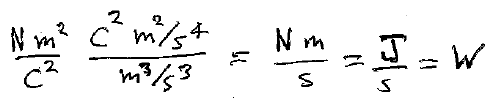 N m²/C² C² m²/s⁴ / m³/s³ = N m/s = J/s = W